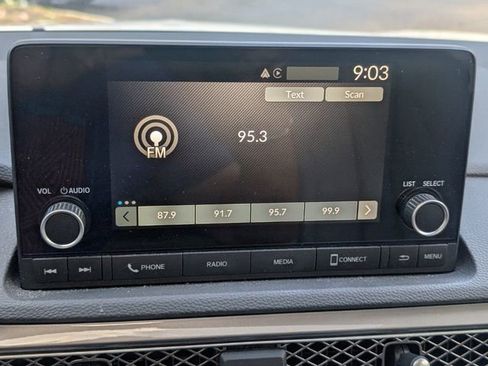 9:03
Text Scan
FM
95.3
VOL AUDIO
LIST SELECT
87.9 91.7 95.7 99.9
PHONE RADIO MEDIA CONNECT MENU